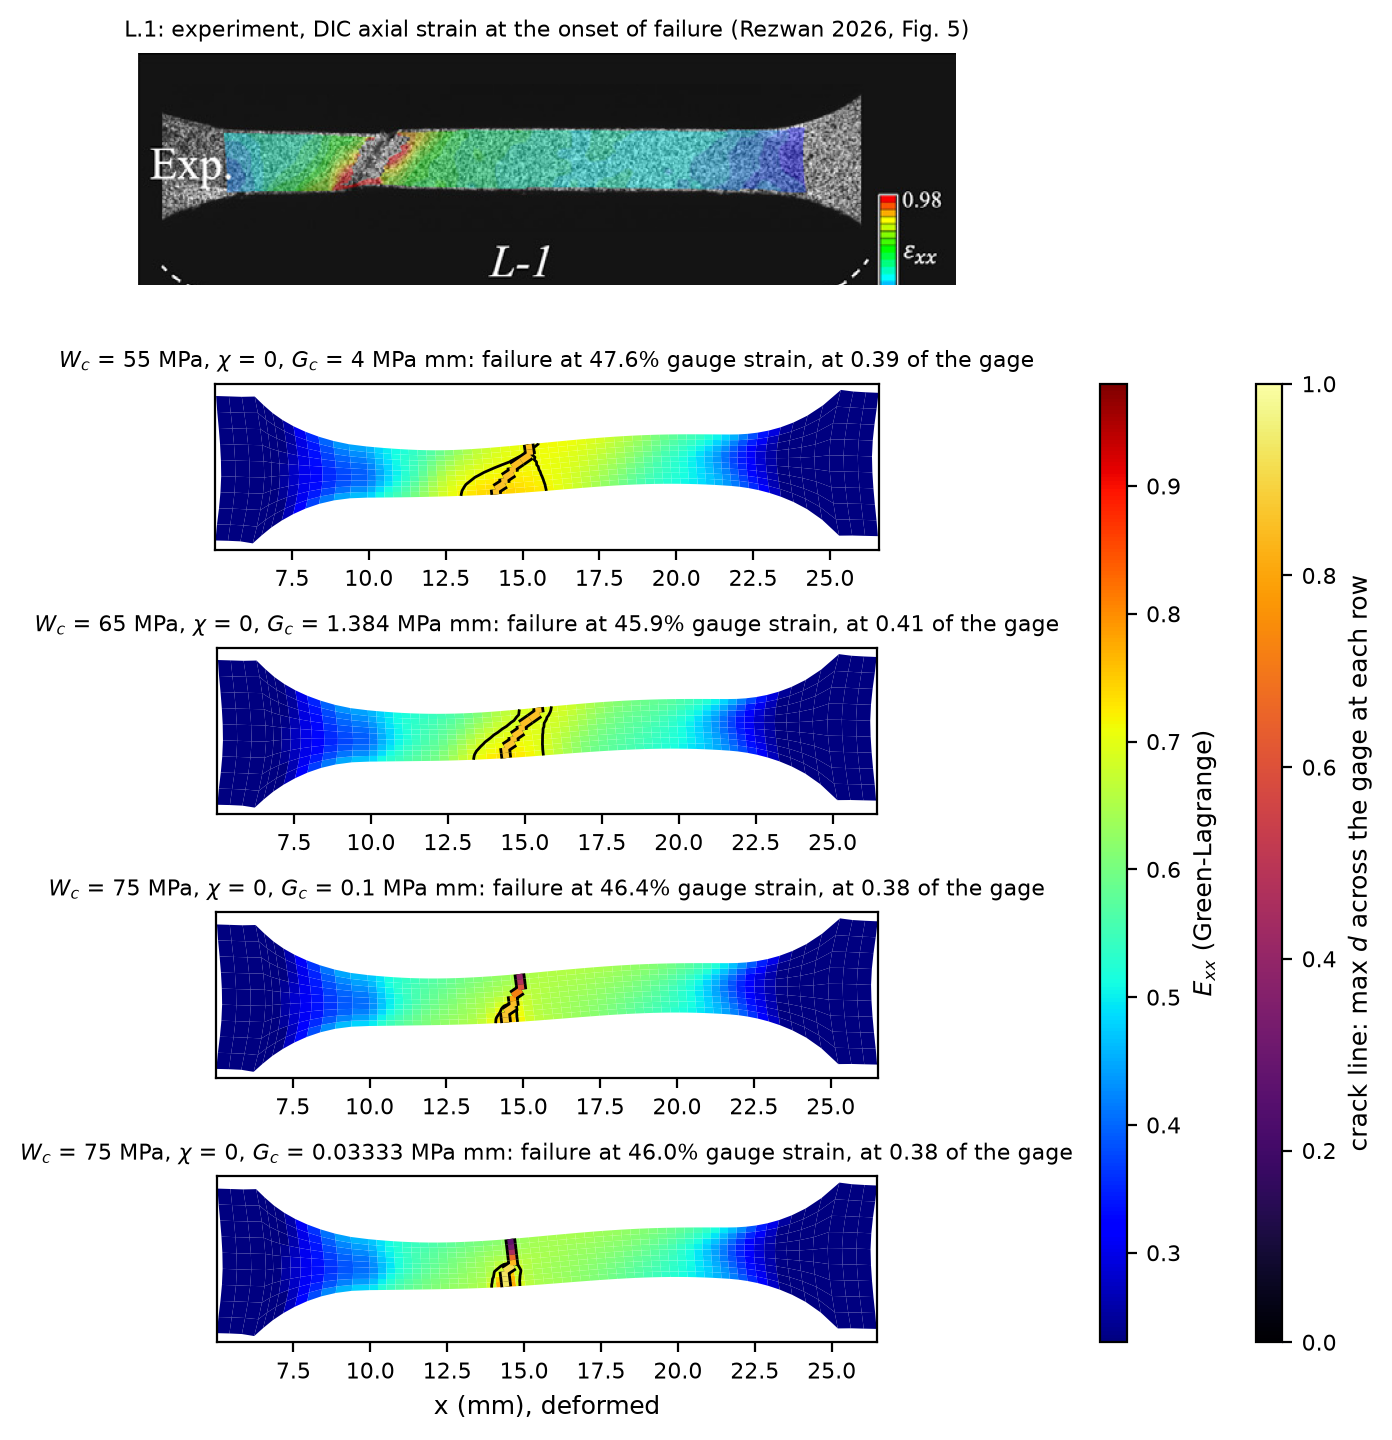 L.1: experiment, DIC axial strain at the onset of failure (Rezwan 2026, Fig. 5)
Exp.
0.98
εxx
L-1
Wc = 55 MPa, χ = 0, Gc = 4 MPa mm: failure at 47.6% gauge strain, at 0.39 of the gage
7.5 10.0 12.5 15.0 17.5 20.0 22.5 25.0
Wc = 65 MPa, χ = 0, Gc = 1.384 MPa mm: failure at 45.9% gauge strain, at 0.41 of the gage
7.5 10.0 12.5 15.0 17.5 20.0 22.5 25.0
Wc = 75 MPa, χ = 0, Gc = 0.1 MPa mm: failure at 46.4% gauge strain, at 0.38 of the gage
7.5 10.0 12.5 15.0 17.5 20.0 22.5 25.0
Wc = 75 MPa, χ = 0, Gc = 0.03333 MPa mm: failure at 46.0% gauge strain, at 0.38 of the gage
7.5 10.0 12.5 15.0 17.5 20.0 22.5 25.0
x (mm), deformed
0.9
0.8
0.7
0.6
0.5
0.4
0.3
Exx (Green-Lagrange)
1.0
0.8
0.6
0.4
0.2
0.0
crack line: max d across the gage at each row